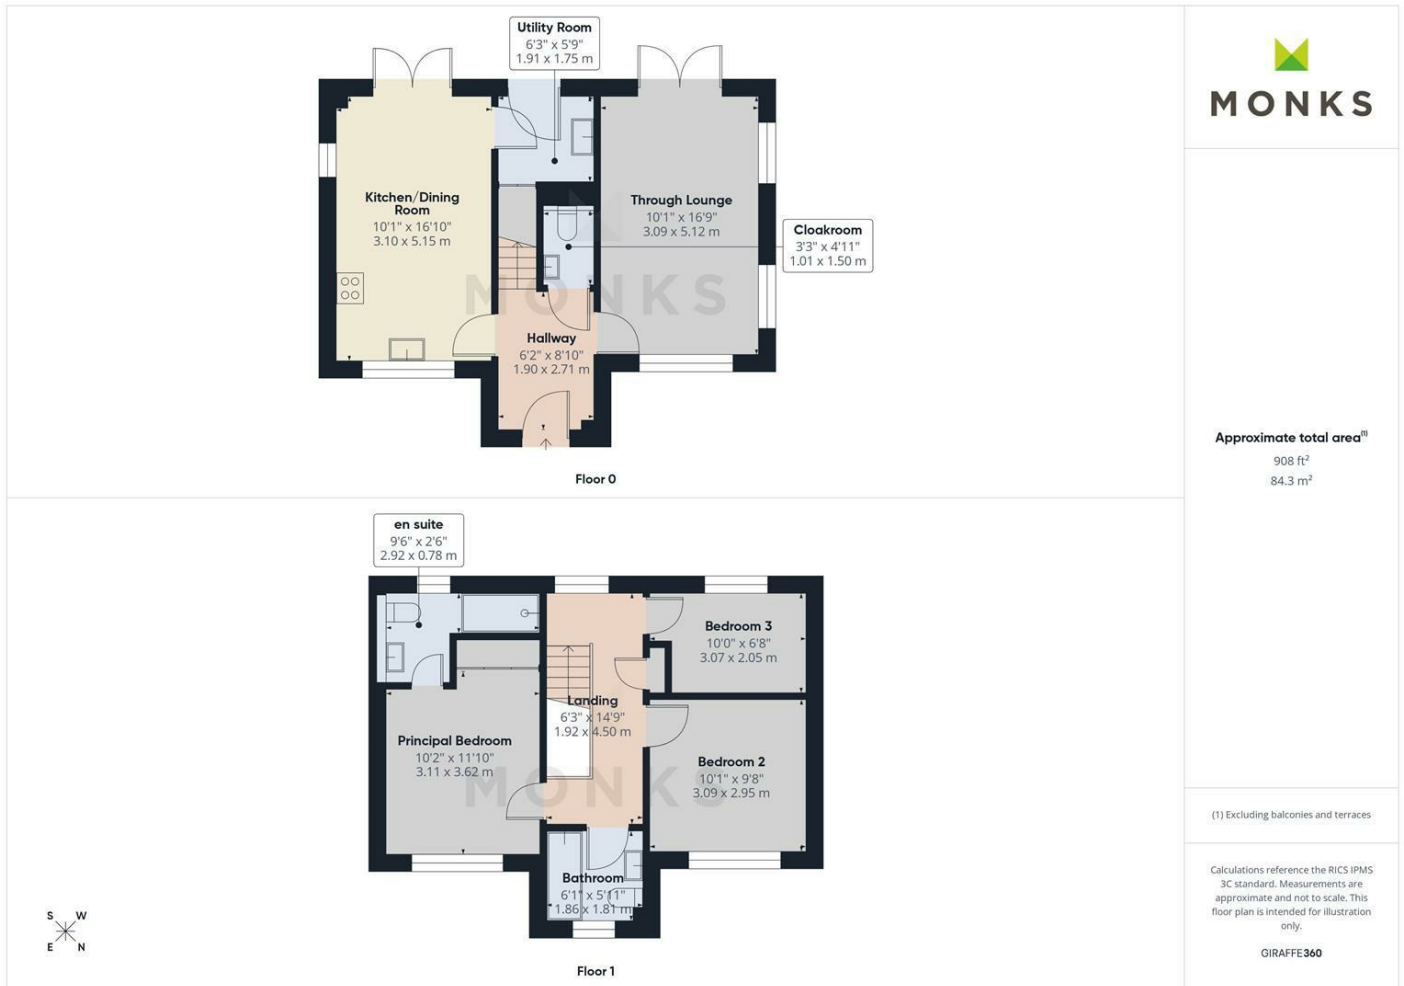 Utility Room
6'3" x 5'9"
1.91 x 1.75 m
Kitchen/Dining
Room
10'1" x 16'10"
3.10 x 5.15 m
Through Lounge
10'1" x 16'9"
3.09 x 5.12 m
Cloakroom
3'3" x 4'11"
1.01 x 1.50 m
MONKS
Hallway
6'2" x 8'10"
1.90 x 2.71 m
Floor 0
en suite
9'6" x 2'6"
2.92 x 0.78 m
Bedroom 3
10'0" x 6'8"
3.07 x 2.05 m
Landing
6'3" x 14'9"
1.92 x 4.50 m
Principal Bedroom
10'2" x 11'10"
3.11 x 3.62 m
Bedroom 2
10'1" x 9'8"
3.09 x 2.95 m
MONKS
Bathroom
6'1" x 5'11"
1.86 x 1.81 m
S W
E N
Floor 1
MONKS
Approximate total area(1)
908 ft²
84.3 m²
(1) Excluding balconies and terraces
Calculations reference the RICS IPMS
3C standard. Measurements are
approximate and not to scale. This
floor plan is intended for illustration
only.
GIRAFFE360